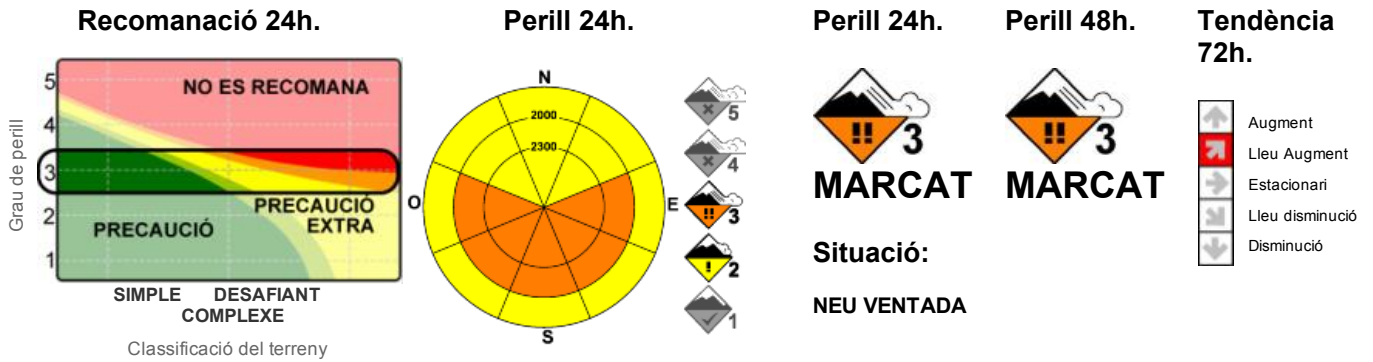 Recomanació 24h.
Grau de perill
5
4
3
2
1
NO ES RECOMANA
PRECAUCIÓ
PRECAUCIÓ
EXTRA
SIMPLE DESAFIANT
COMPLEXE
Classificació del terreny
Perill 24h.
N
2000
2300
O
E
S
5
4
3
2
1
Perill 24h.
3
MARCAT
Situació:
NEU VENTADA
Perill 48h.
3
MARCAT
Tendència
72h.
Augment
Lleu Augment
Estacionari
Lleu disminució
Disminució